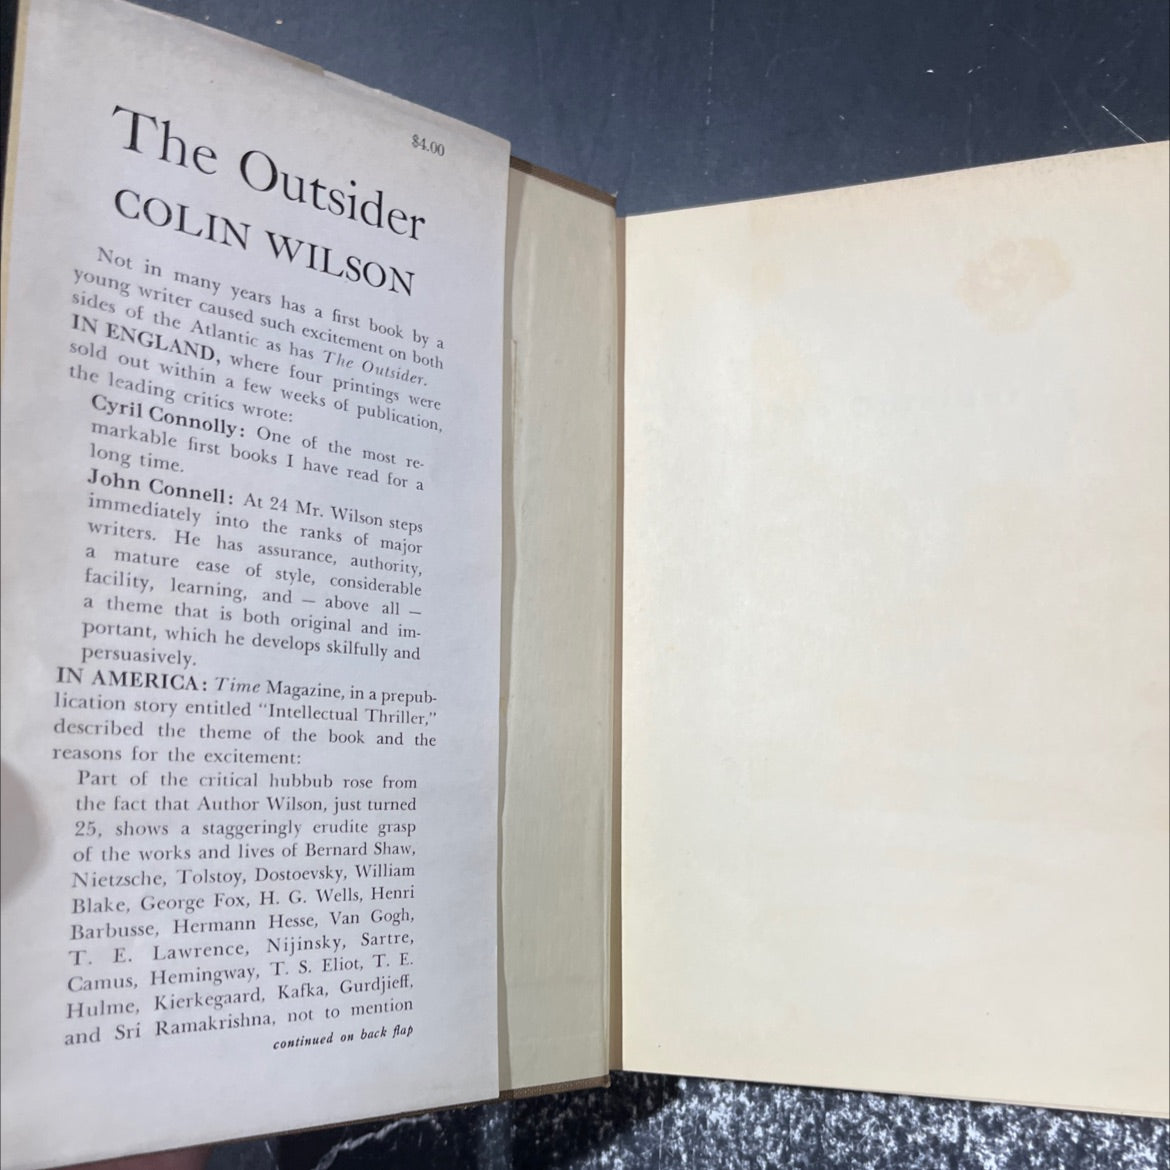 $4.00
The Outsider
COLIN WILSON
Not in many years has a first book by a
young writer caused such excitement on both
sides of the Atlantic as has The Outsider.
IN ENGLAND, where four printings were
sold out within a few weeks of publication,
the leading critics wrote:
Cyril Connolly: One of the most re-
markable first books I have read for a
long time.
John Connell: At 24 Mr. Wilson steps
immediately into the ranks of major
writers. He has assurance, authority,
a mature ease of style, considerable
facility, learning, and — above all —
a theme that is both original and im-
portant, which he develops skilfully and
persuasively.
IN AMERICA: Time Magazine, in a prepub-
lication story entitled "Intellectual Thriller,"
described the theme of the book and the
reasons for the excitement:
Part of the critical hubbub rose from
the fact that Author Wilson, just turned
25, shows a staggeringly erudite grasp
of the works and lives of Bernard Shaw,
Nietzsche, Tolstoy, Dostoevsky, William
Blake, George Fox, H. G. Wells, Henri
Barbusse, Hermann Hesse, Van Gogh,
T. E. Lawrence, Nijinsky, Sartre,
Camus, Hemingway, T. S. Eliot, T. E.
Hulme, Kierkegaard, Kafka, Gurdjieff,
and Sri Ramakrishna, not to mention
continued on back flap